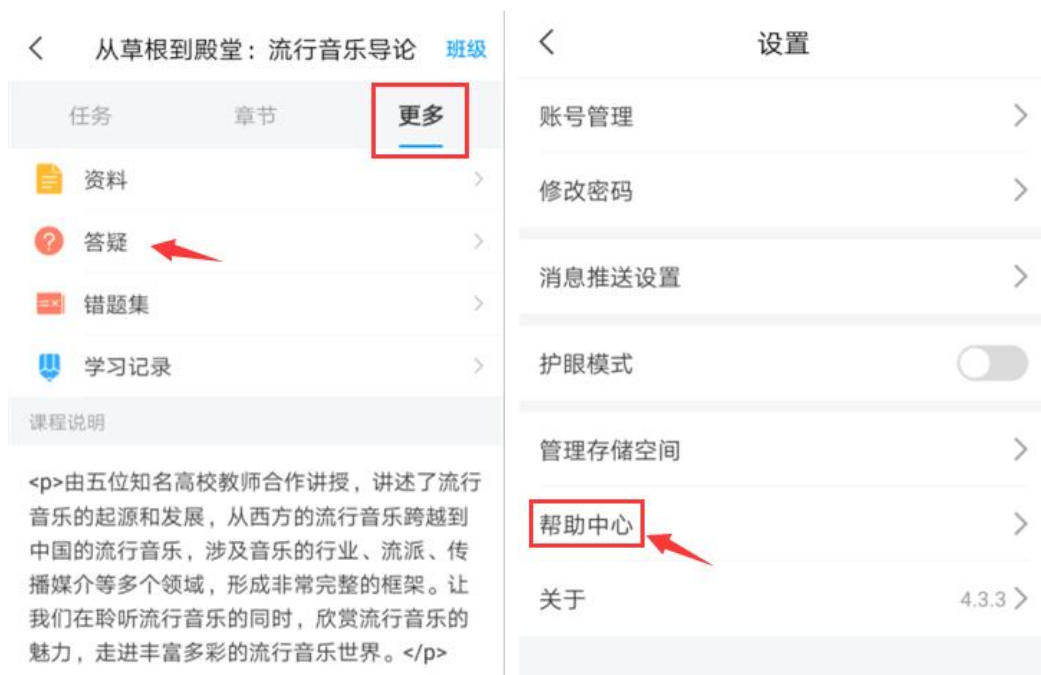 从草根到殿堂：流行音乐导论 班级
任务 章节 更多
资料
答疑
错题集
学习记录
课程说明
<p>由五位知名高校教师合作讲授，讲述了流行
音乐的起源和发展，从西方的流行音乐跨越到
中国的流行音乐，涉及音乐的行业、流派、传
播媒介等多个领域，形成非常完整的框架。让
我们在聆听流行音乐的同时，欣赏流行音乐的
魅力，走进丰富多彩的流行音乐世界。</p>
设置
账号管理
修改密码
消息推送设置
护眼模式
管理存储空间
帮助中心
关于 4.3.3